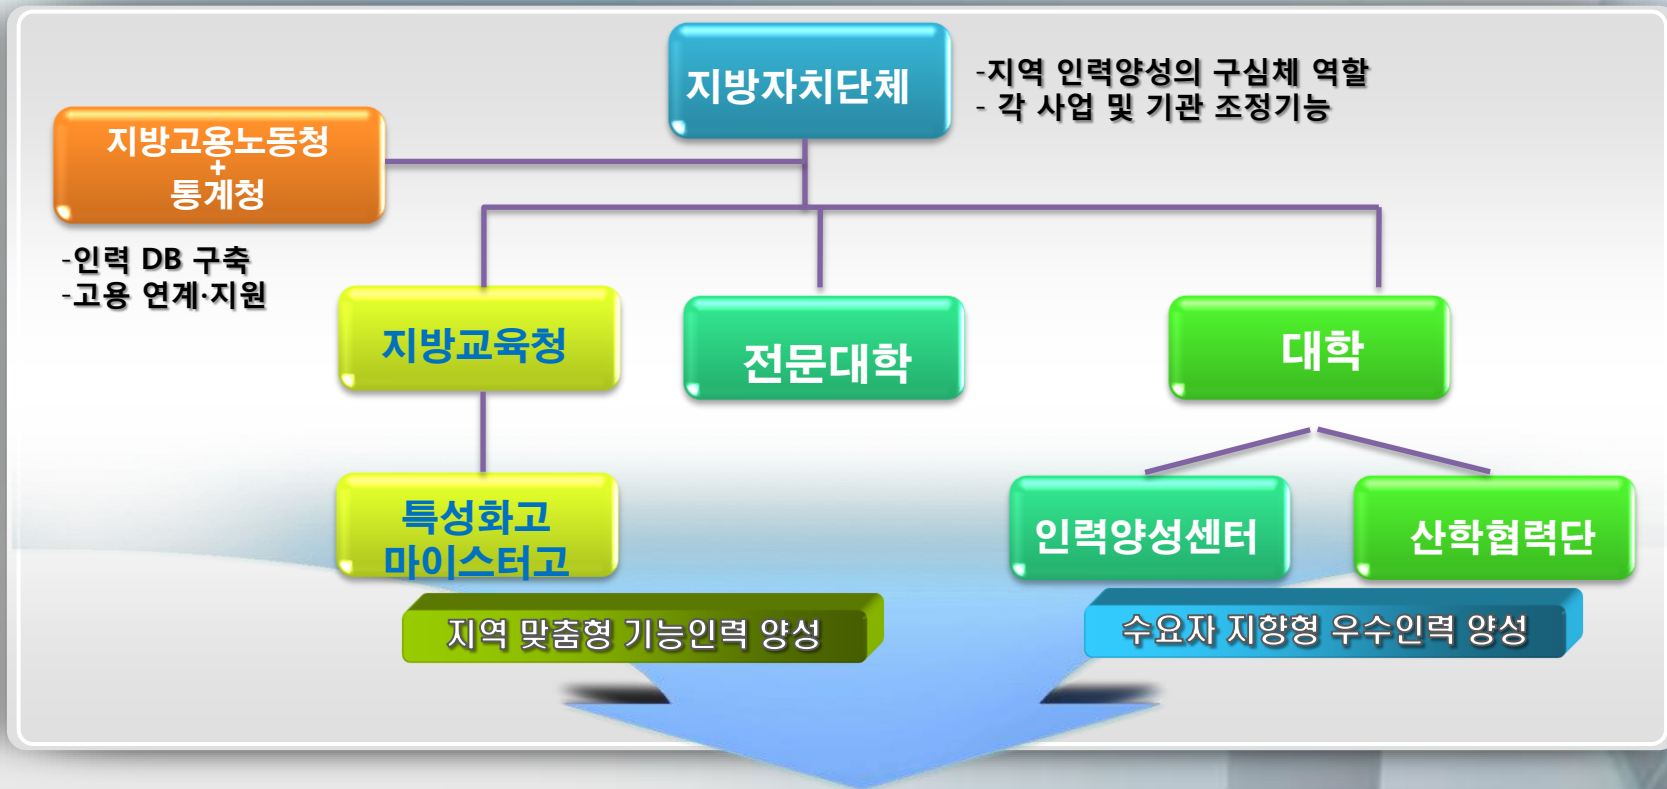 지방자치단체
-지역 인력양성의 구심체 역할
- 각 사업 및 기관 조정기능
지방고용노동청
+
통계청
-인력 DB 구축
-고용 연계·지원
지방교육청
전문대학
대학
특성화고
마이스터고
인력양성센터
산학협력단
지역 맞춤형 기능인력 양성
수요자 지향형 우수인력 양성